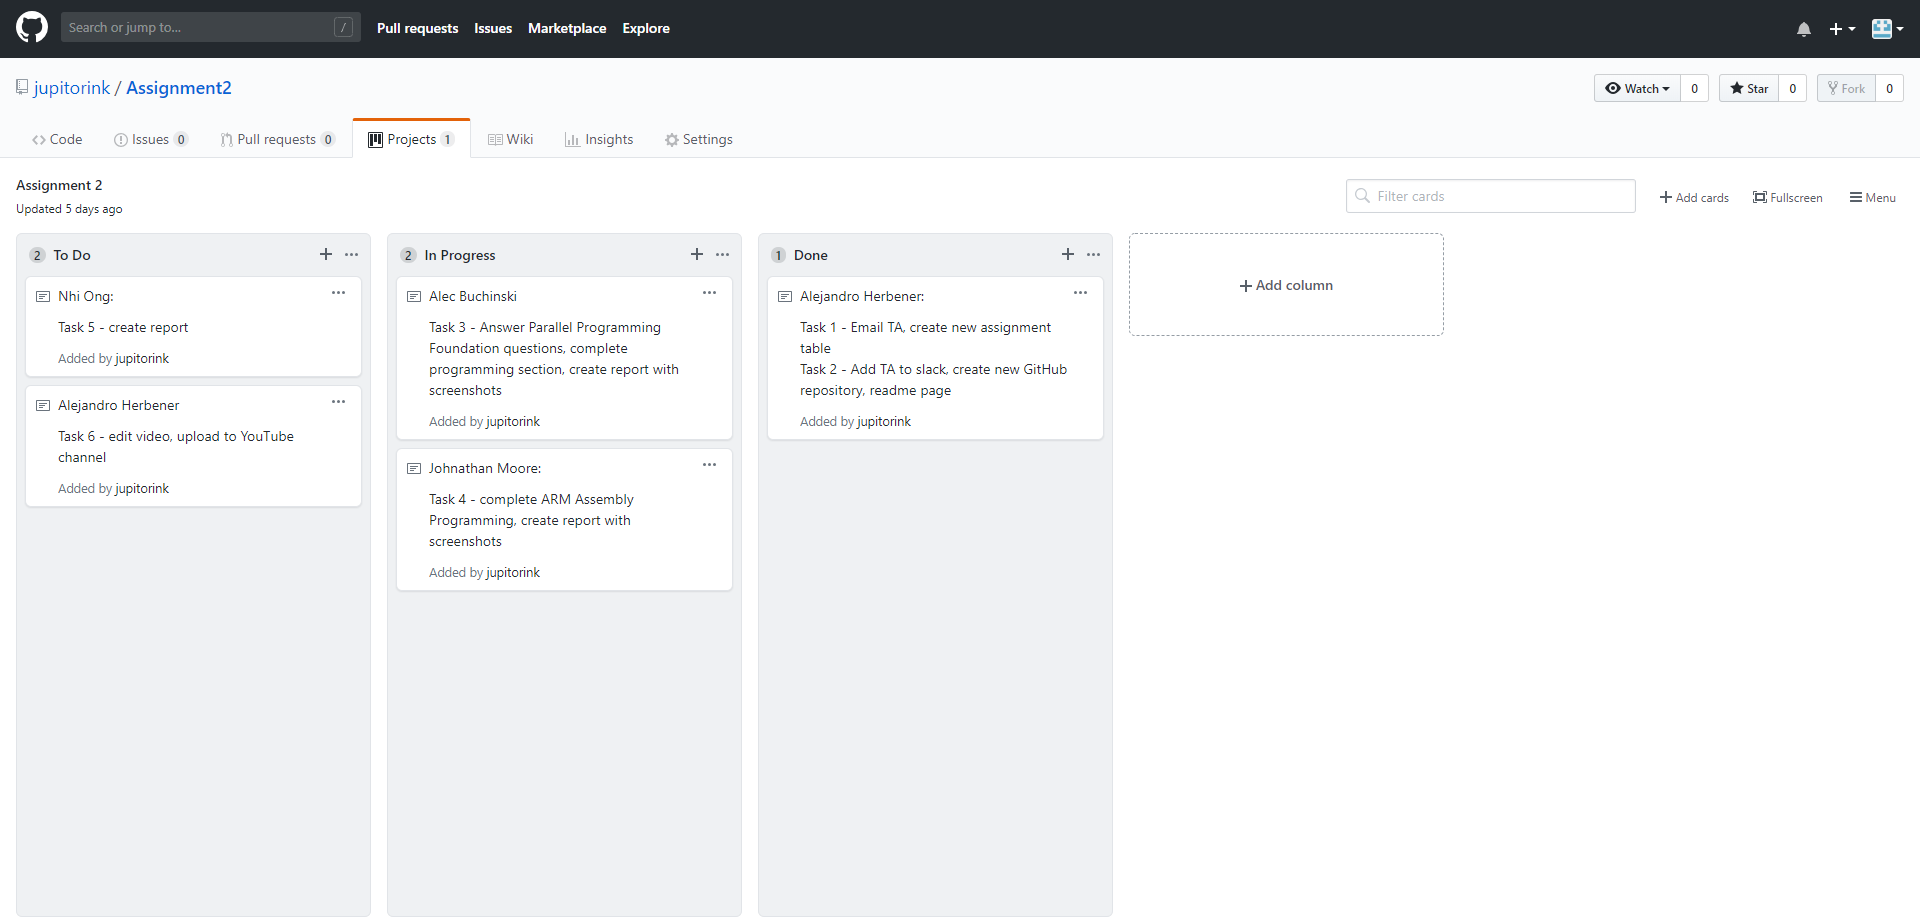 Search or jump to... /
Pull requests Issues Marketplace Explore
jupitorink / Assignment2
Watch 0 Star 0 Fork 0
Code Issues 0 Pull requests 0 Projects 1 Wiki Insights Settings
Assignment 2
Updated 5 days ago
Filter cards
Add cards Fullscreen Menu
2 To Do
Nhi Ong:
Task 5 - create report
Added by jupitorink
Alejandro Herbener
Task 6 - edit video, upload to YouTube
channel
Added by jupitorink
2 In Progress
Alec Buchinski
Task 3 - Answer Parallel Programming
Foundation questions, complete
programming section, create report with
screenshots
Added by jupitorink
Johnathan Moore:
Task 4 - complete ARM Assembly
Programming, create report with
screenshots
Added by jupitorink
1 Done
Alejandro Herbener:
Task 1 - Email TA, create new assignment
table
Task 2 - Add TA to slack, create new GitHub
repository, readme page
Added by jupitorink
Add column